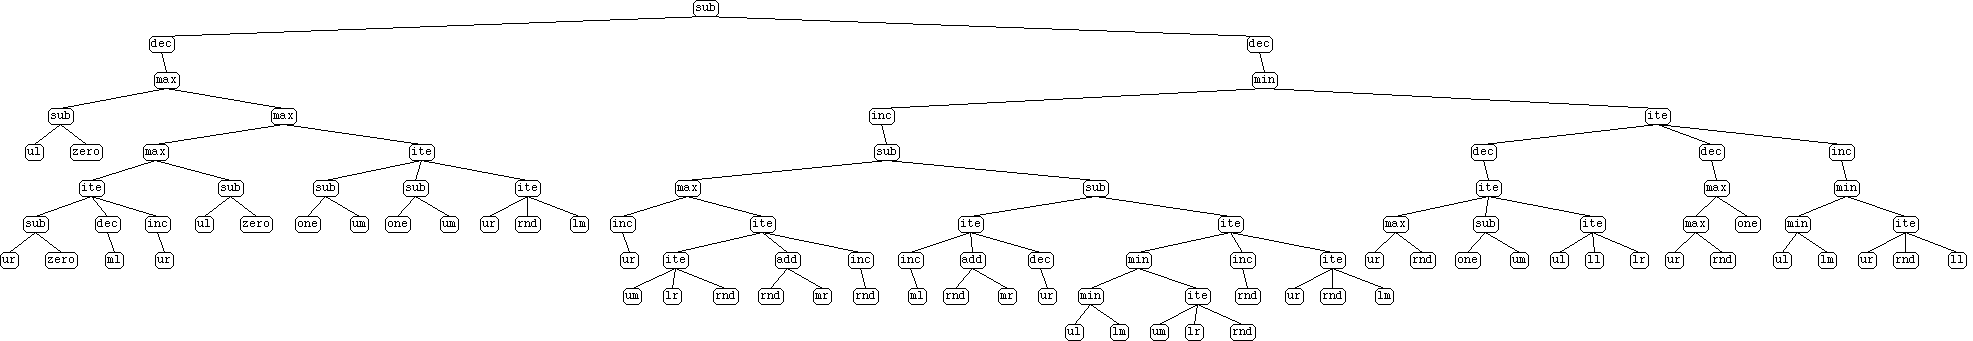 sub
dec dec
max min
sub max inc ite
ul zero max ite sub dec dec inc
ite sub sub sub ite max sub ite max min
sub dec inc ul zero one um one um ur rnd lm inc ite ite ite max sub ite max one min ite
ur zero ml ur ur ite add inc inc add dec min inc ite ur rnd one um ul ll lr ur rnd ul lm ur rnd ll
um lr rnd rnd mr rnd ml rnd mr ur min ite rnd ur rnd lm
ul lm um lr rnd